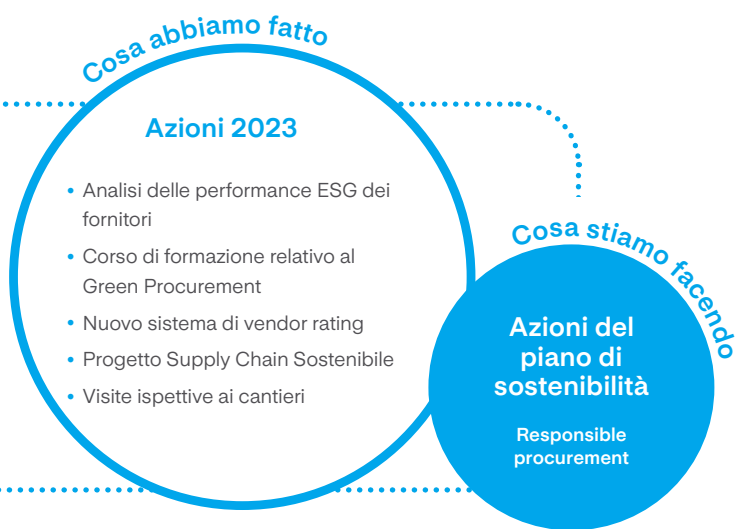 Cosa abbiamo fatto
Azioni 2023
• Analisi delle performance ESG dei
fornitori
• Corso di formazione relativo al
Green Procurement
• Nuovo sistema di vendor rating
• Progetto Supply Chain Sostenibile
• Visite ispettive ai cantieri
Cosa stiamo facendo
Azioni del
piano di
sostenibilità
Responsible
procurement